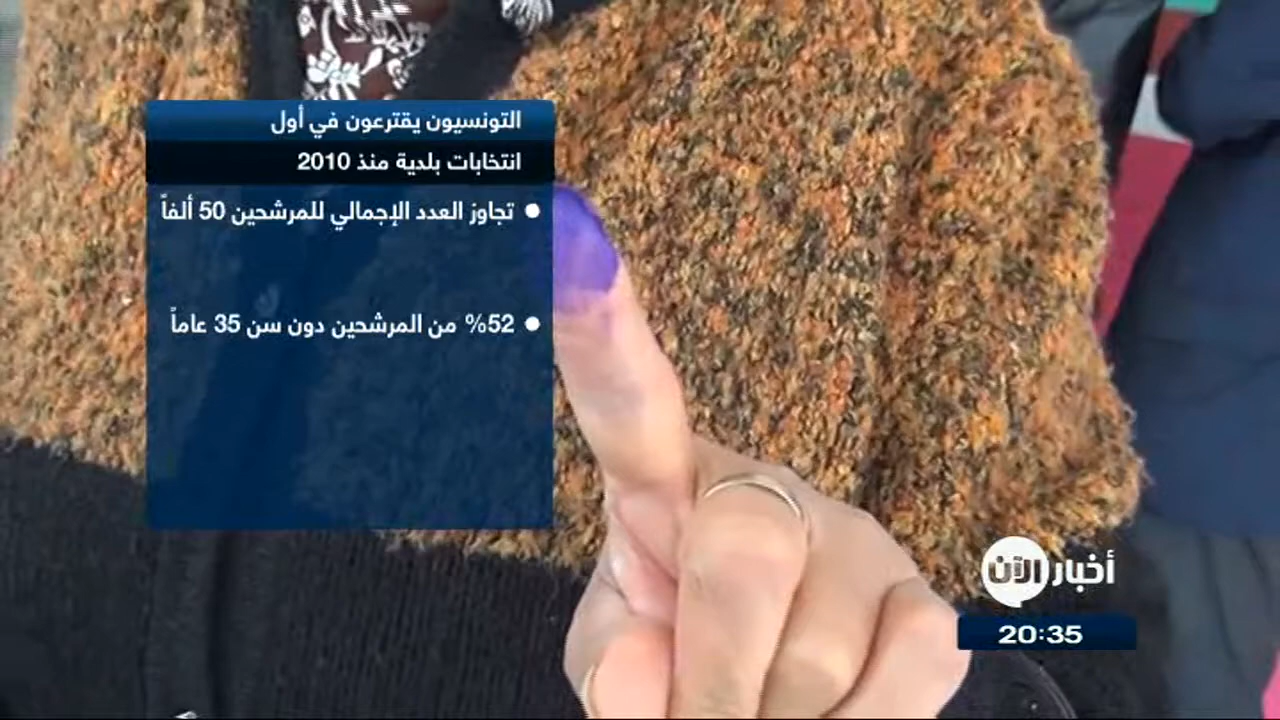 التونسيون يقترعون في أول
انتخابات بلدية منذ 2010
● تجاوز العدد الإجمالي للمرشحين 50 ألفاً
● 52% من المرشحين دون سن 35 عاماً
أخبار الآن
20:35